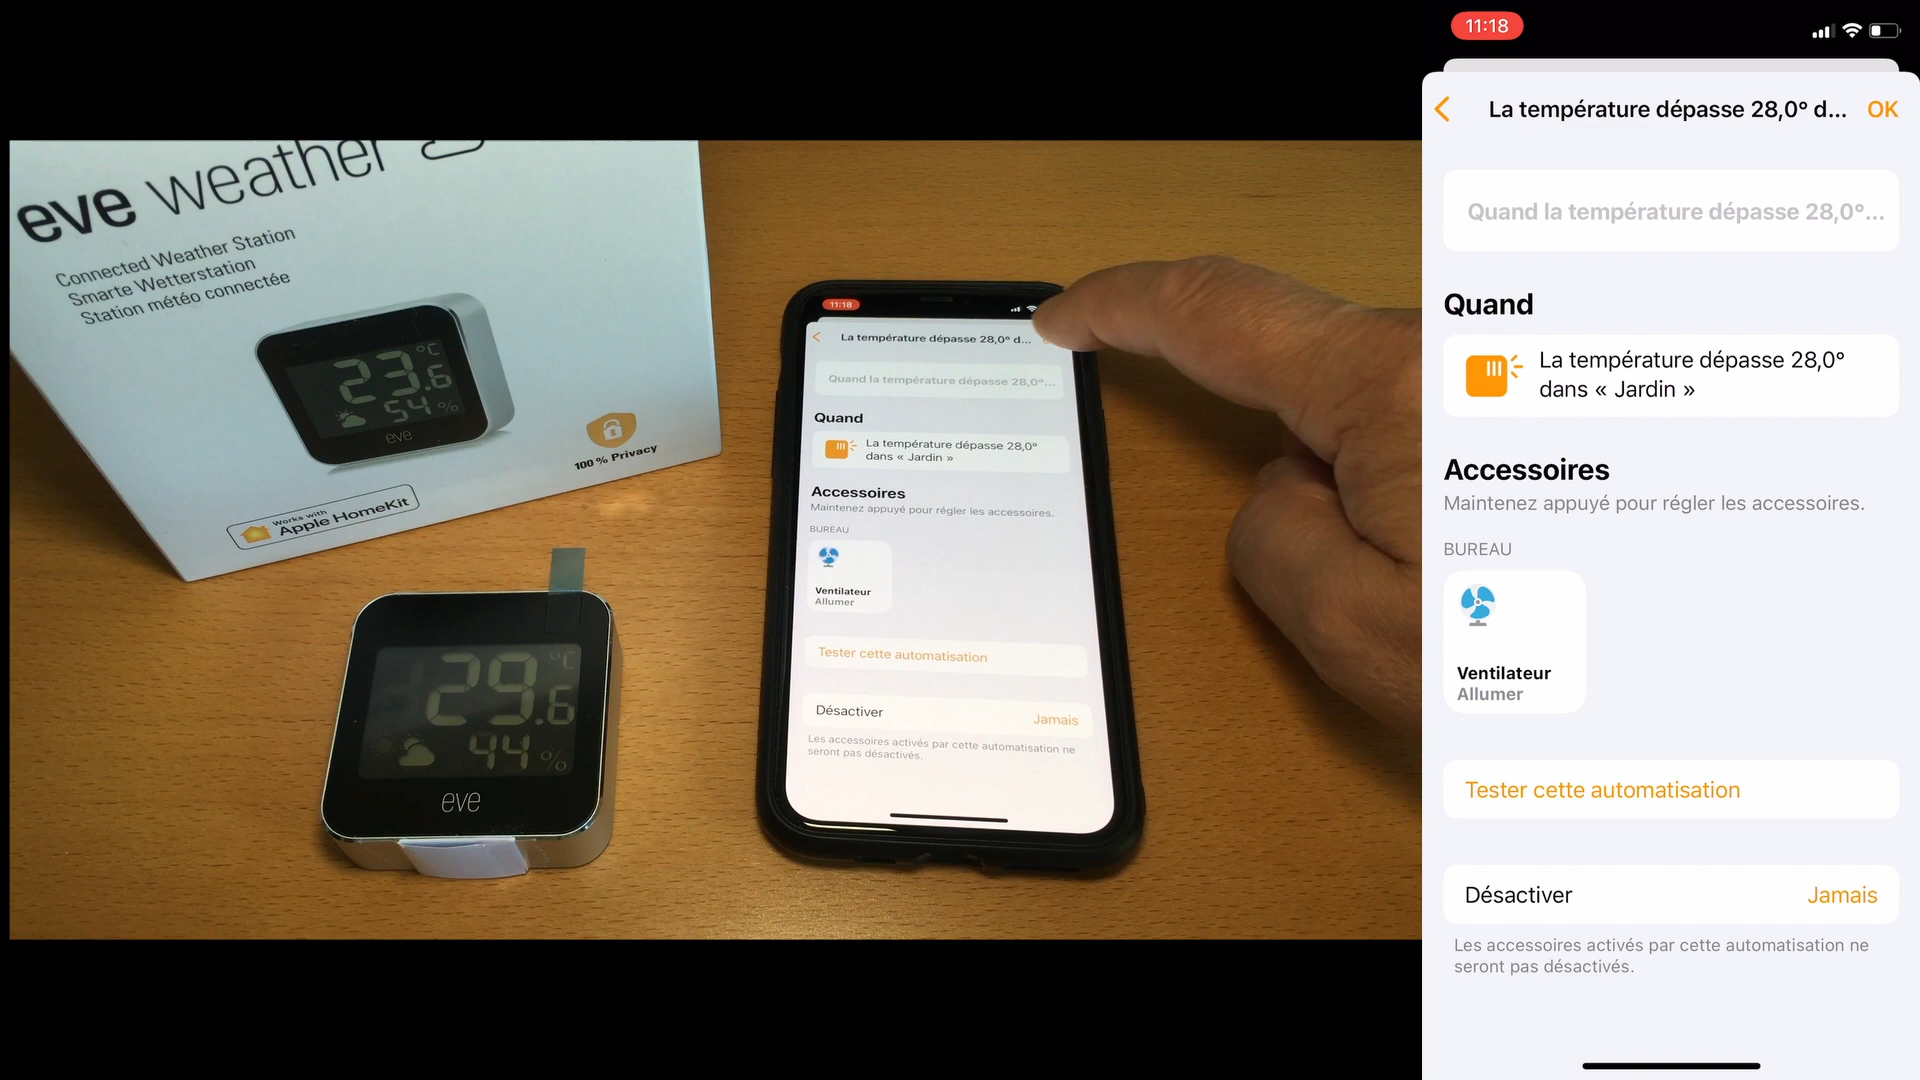 eve weather
Connected Weather Station
Smarte Wetterstation
Station météo connectée
23.6 °C
54 %
eve
100 % Privacy
Works with
Apple HomeKit
29.6 °C
44 %
eve
11:18
La température dépasse 28,0° d...
Quand la température dépasse 28,0°...
Quand
La température dépasse 28,0°
dans « Jardin »
Accessoires
Maintenez appuyé pour régler les accessoires.
BUREAU
Ventilateur
Allumer
Tester cette automatisation
Désactiver Jamais
Les accessoires activés par cette automatisation ne
seront pas désactivés.
11:18
La température dépasse 28,0° d... OK
Quand la température dépasse 28,0°...
Quand
La température dépasse 28,0°
dans « Jardin »
Accessoires
Maintenez appuyé pour régler les accessoires.
BUREAU
Ventilateur
Allumer
Tester cette automatisation
Désactiver Jamais
Les accessoires activés par cette automatisation ne
seront pas désactivés.